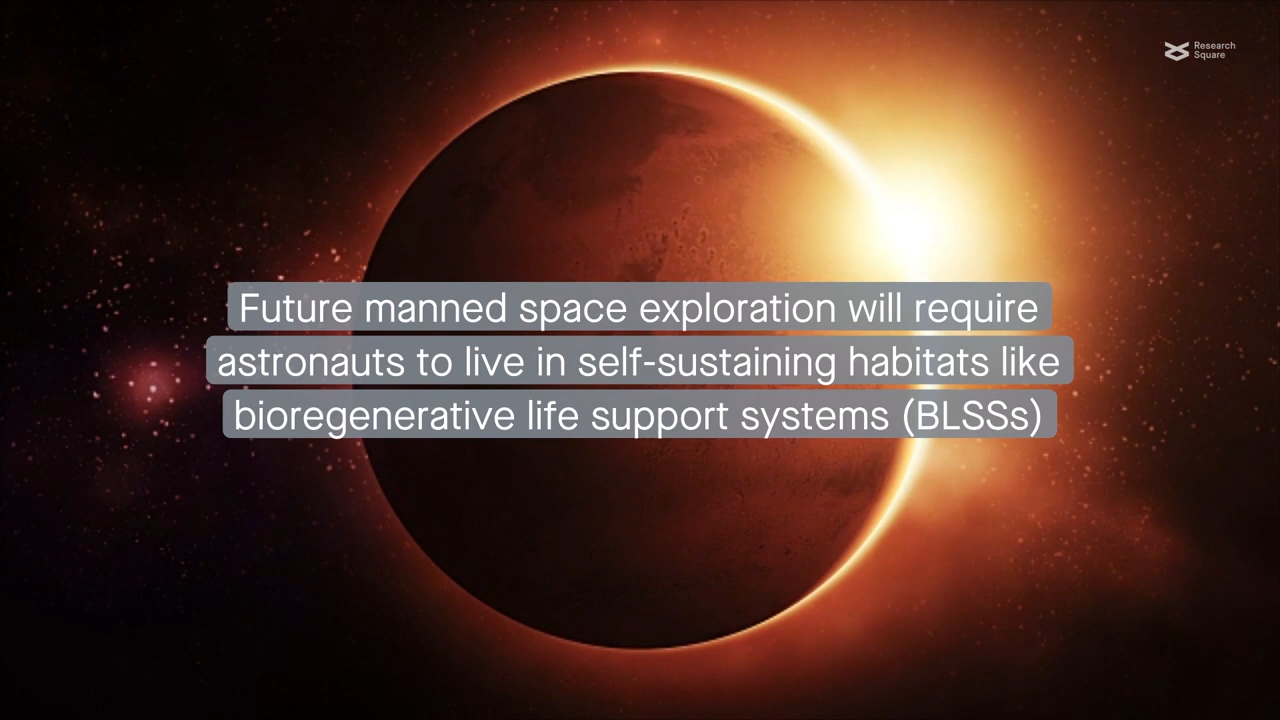 Research
Square
Future manned space exploration will require
astronauts to live in self-sustaining habitats like
bioregenerative life support systems (BLSSs)